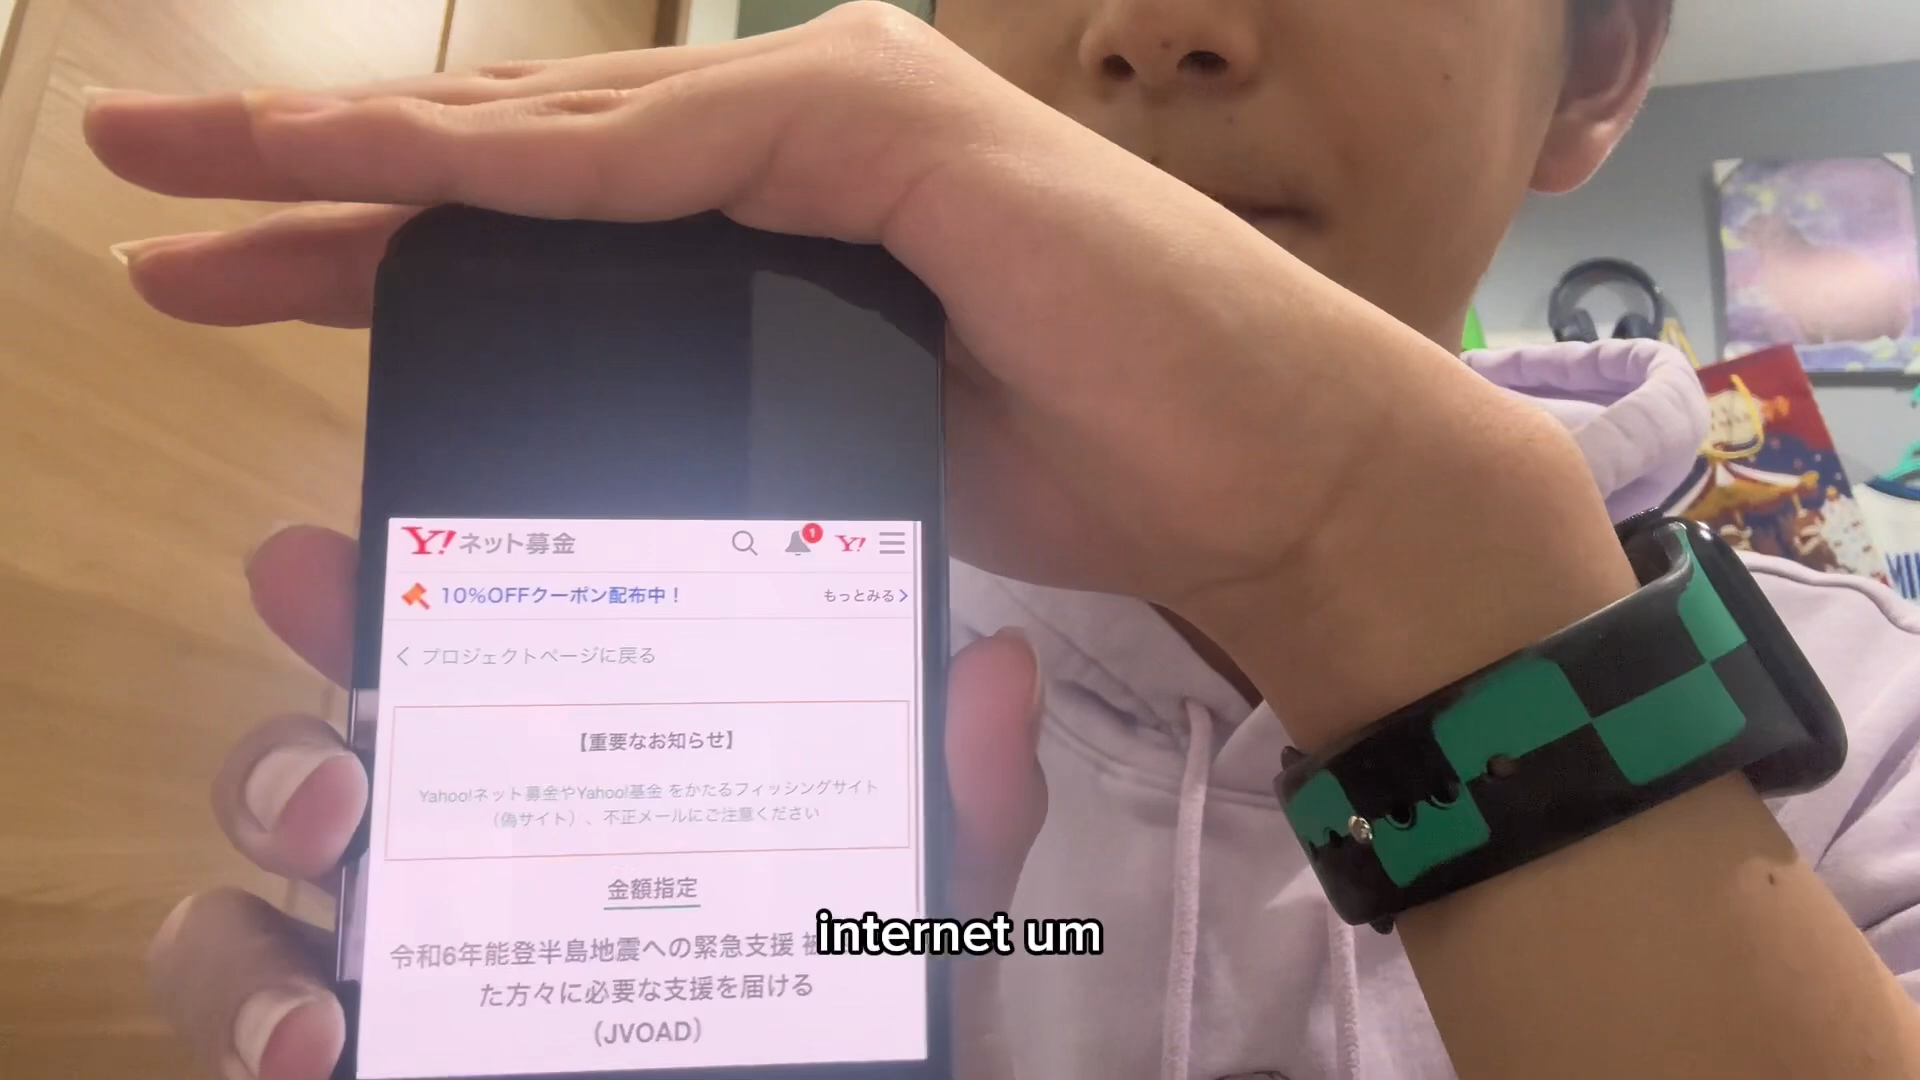 Y! ネット募金
1
Y!
10%OFFクーポン配布中！
もっとみる
プロジェクトページに戻る
【重要なお知らせ】
Yahoo!ネット募金やYahoo!基金 をかたるフィッシングサイト
（偽サイト）、不正メールにご注意ください
金額指定
令和6年能登半島地震への緊急支援
た方々に必要な支援を届ける
（JVOAD）
internet um